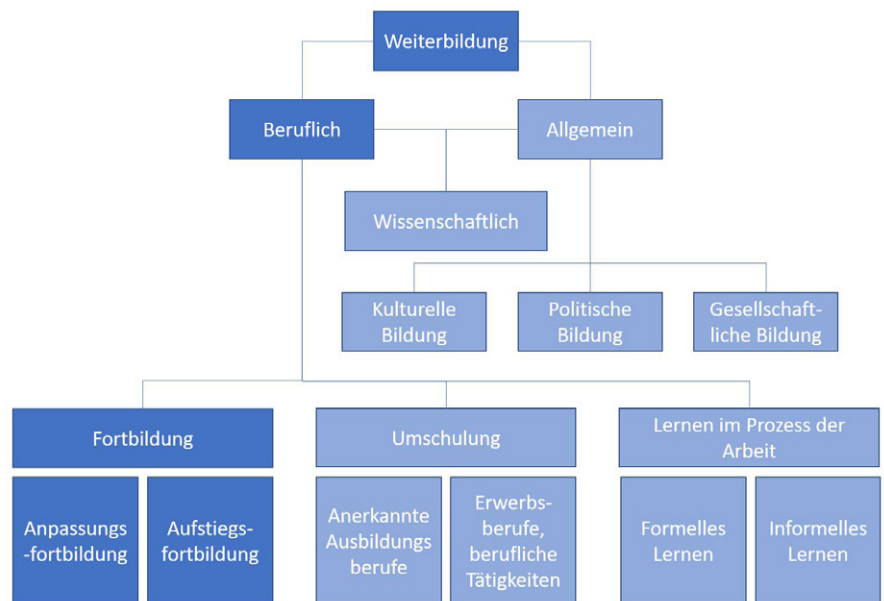 Weiterbildung
Beruflich
Allgemein
Wissenschaftlich
Kulturelle
Bildung
Politische
Bildung
Gesellschaft-
liche Bildung
Fortbildung
Umschulung
Lernen im Prozess der
Arbeit
Anpassungs
-fortbildung
Aufstiegs-
fortbildung
Anerkannte
Ausbildungs
berufe
Erwerbs-
berufe,
berufliche
Tätigkeiten
Formelles
Lernen
Informelles
Lernen